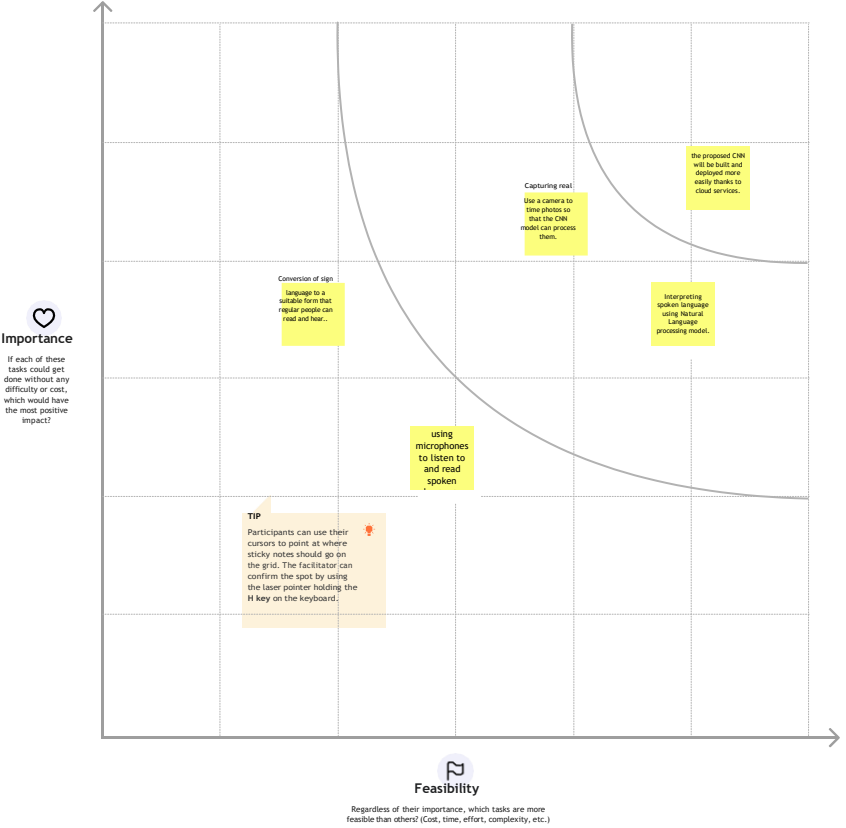 the proposed CNN
will be built and
deployed more
easily thanks to
cloud services.
Capturing real
Use a camera to
time photos so
that the CNN
model can process
them.
Conversion of sign
language to a
suitable form that
regular people can
read and hear..
Interpreting
spoken language
using Natural
Language
processing model.
Importance
If each of these
tasks could get
done without any
difficulty or cost,
which would have
the most positive
impact?
using
microphones
to listen to
and read
spoken
TIP
Participants can use their
cursors to point at where
sticky notes should go on
the grid. The facilitator can
confirm the spot by using
the laser pointer holding the
H key on the keyboard.
Feasibility
Regardless of their importance, which tasks are more
feasible than others? (Cost, time, effort, complexity, etc.)